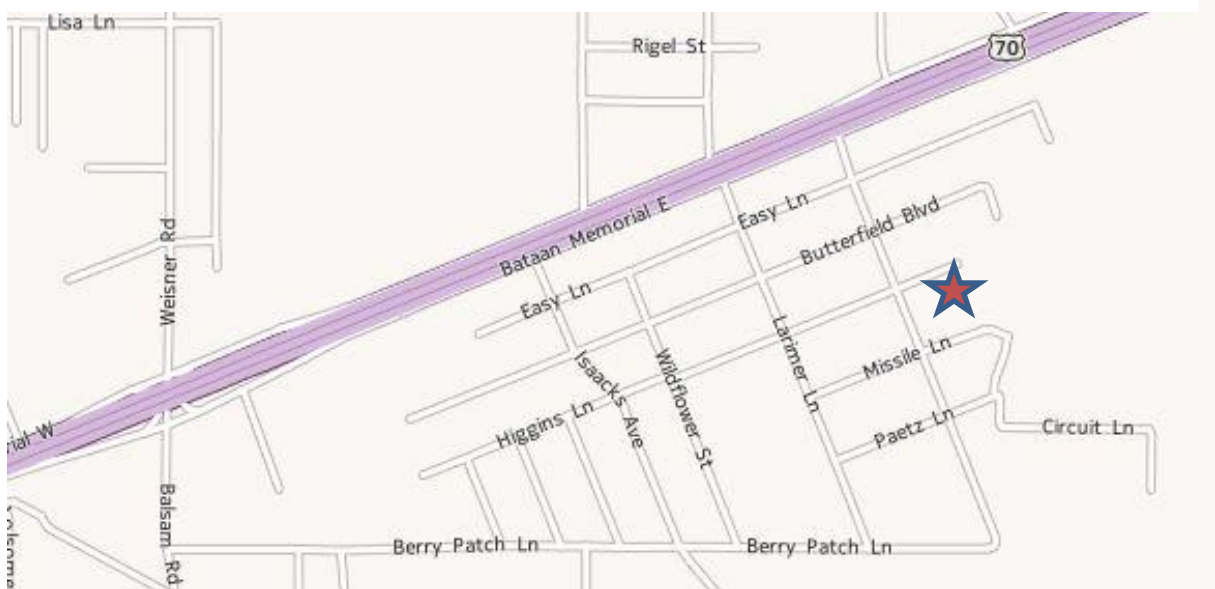 Lisa Ln
Rigel St
70
Weisner Rd
Bataan Memorial E
Easy Ln
Easy Ln
Butterfield Blvd
Isaacks Ave
Wildflower St
Larimer Ln
Missile Ln
Higgins Ln
Paetz Ln
Circuit Ln
rial W
Balsam Rd
Berry Patch Ln
Berry Patch Ln